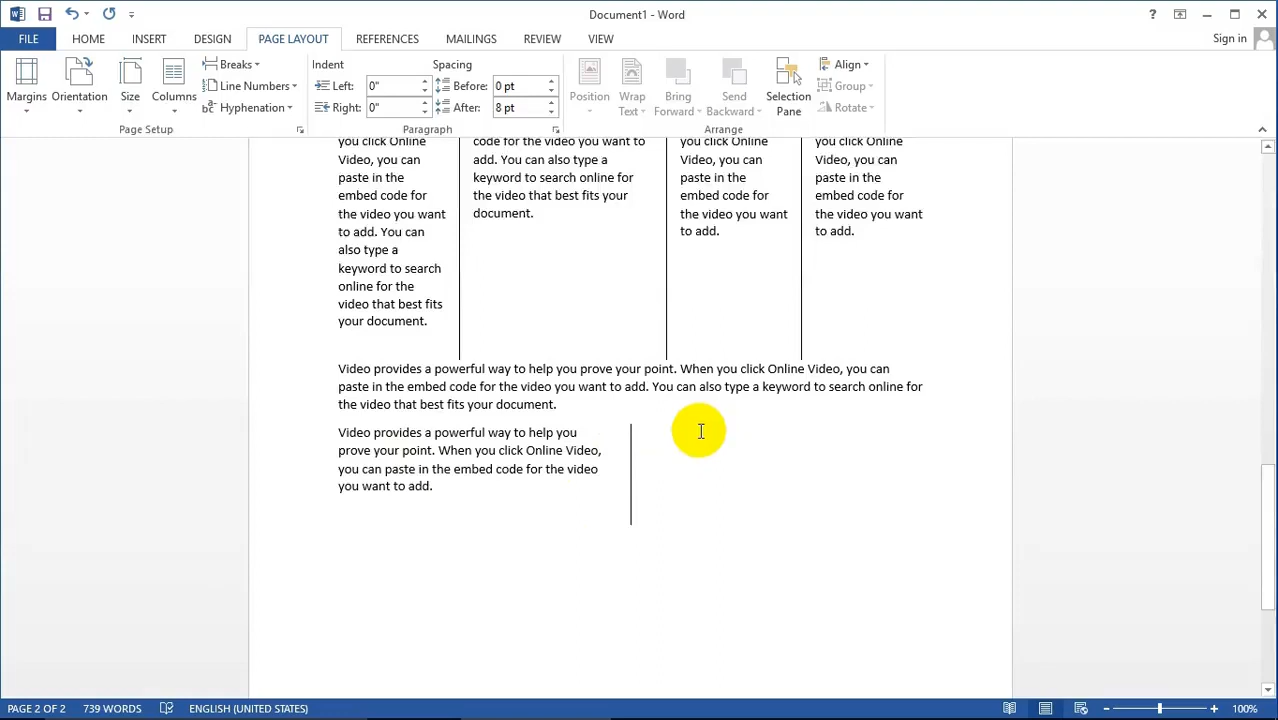 Document1 - Word
?
FILE
HOME
INSERT
DESIGN
PAGE LAYOUT
REFERENCES
MAILINGS
REVIEW
VIEW
Sign in
Margins
Orientation
Size
Columns
Breaks
Line Numbers
Hyphenation
Page Setup
Indent
Left: 0"
Right: 0"
Spacing
Before: 0 pt
After: 8 pt
Paragraph
Position
Wrap
Text
Bring
Forward
Send
Backward
Selection
Pane
Align
Group
Rotate
Arrange
you click Online
Video, you can
paste in the
embed code for
the video you want
to add. You can
also type a
keyword to search
online for the
video that best fits
your document.
code for the video you want to
add. You can also type a
keyword to search online for
the video that best fits your
document.
you click Online
Video, you can
paste in the
embed code for
the video you want
to add.
you click Online
Video, you can
paste in the
embed code for
the video you want
to add.
Video provides a powerful way to help you prove your point. When you click Online Video, you can
paste in the embed code for the video you want to add. You can also type a keyword to search online for
the video that best fits your document.
Video provides a powerful way to help you
prove your point. When you click Online Video,
you can paste in the embed code for the video
you want to add.
PAGE 2 OF 2
739 WORDS
ENGLISH (UNITED STATES)
100%